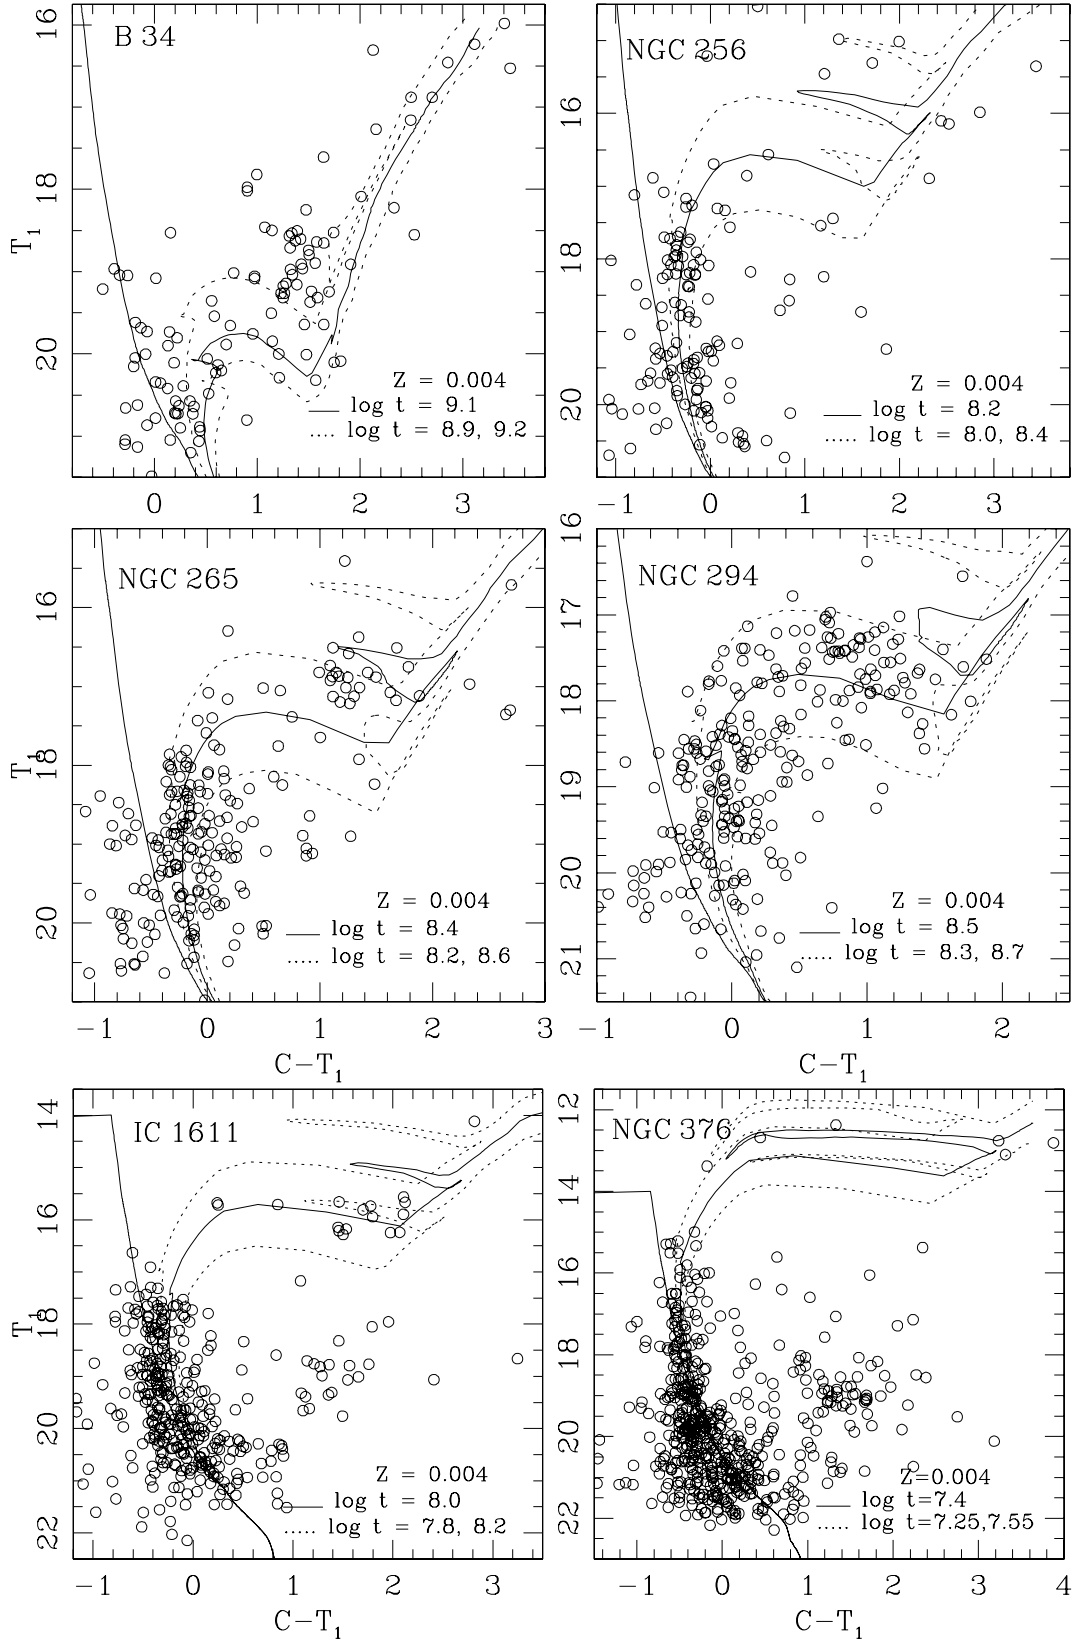 B 34
16
18
20
T1
Z = 0.004
log t = 9.1
log t = 8.9, 9.2
0 1 2 3
NGC 256
16
18
20
Z = 0.004
log t = 8.2
log t = 8.0, 8.4
−1 0 1 2 3
NGC 265
16
18
20
T1
Z = 0.004
log t = 8.4
log t = 8.2, 8.6
−1 0 1 2 3
C−T1
NGC 294
16
17
18
19
20
21
Z = 0.004
log t = 8.5
log t = 8.3, 8.7
−1 0 1 2
C−T1
IC 1611
14
16
18
20
22
T1
Z = 0.004
log t = 8.0
log t = 7.8, 8.2
−1 0 1 2 3
C−T1
NGC 376
12
14
16
18
20
22
Z=0.004
log t=7.4
log t=7.25,7.55
−1 0 1 2 3 4
C−T1